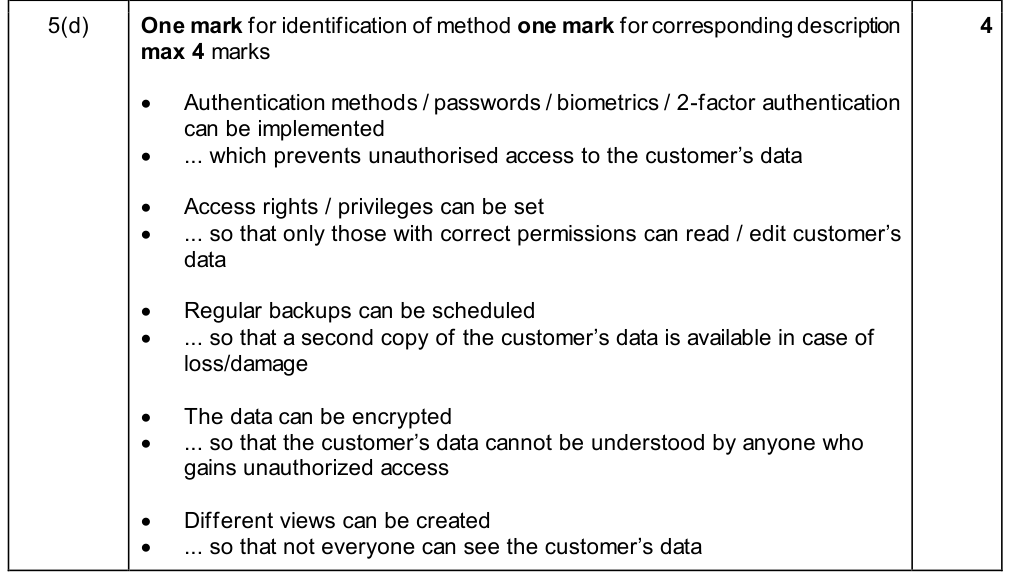 5(d) One mark for identification of method one mark for corresponding description 4
max 4 marks
• Authentication methods / passwords / biometrics / 2-factor authentication
can be implemented
• ... which prevents unauthorised access to the customer's data
• Access rights / privileges can be set
• ... so that only those with correct permissions can read / edit customer's
data
• Regular backups can be scheduled
• ... so that a second copy of the customer's data is available in case of
loss/damage
• The data can be encrypted
• ... so that the customer's data cannot be understood by anyone who
gains unauthorized access
• Different views can be created
• ... so that not everyone can see the customer's data